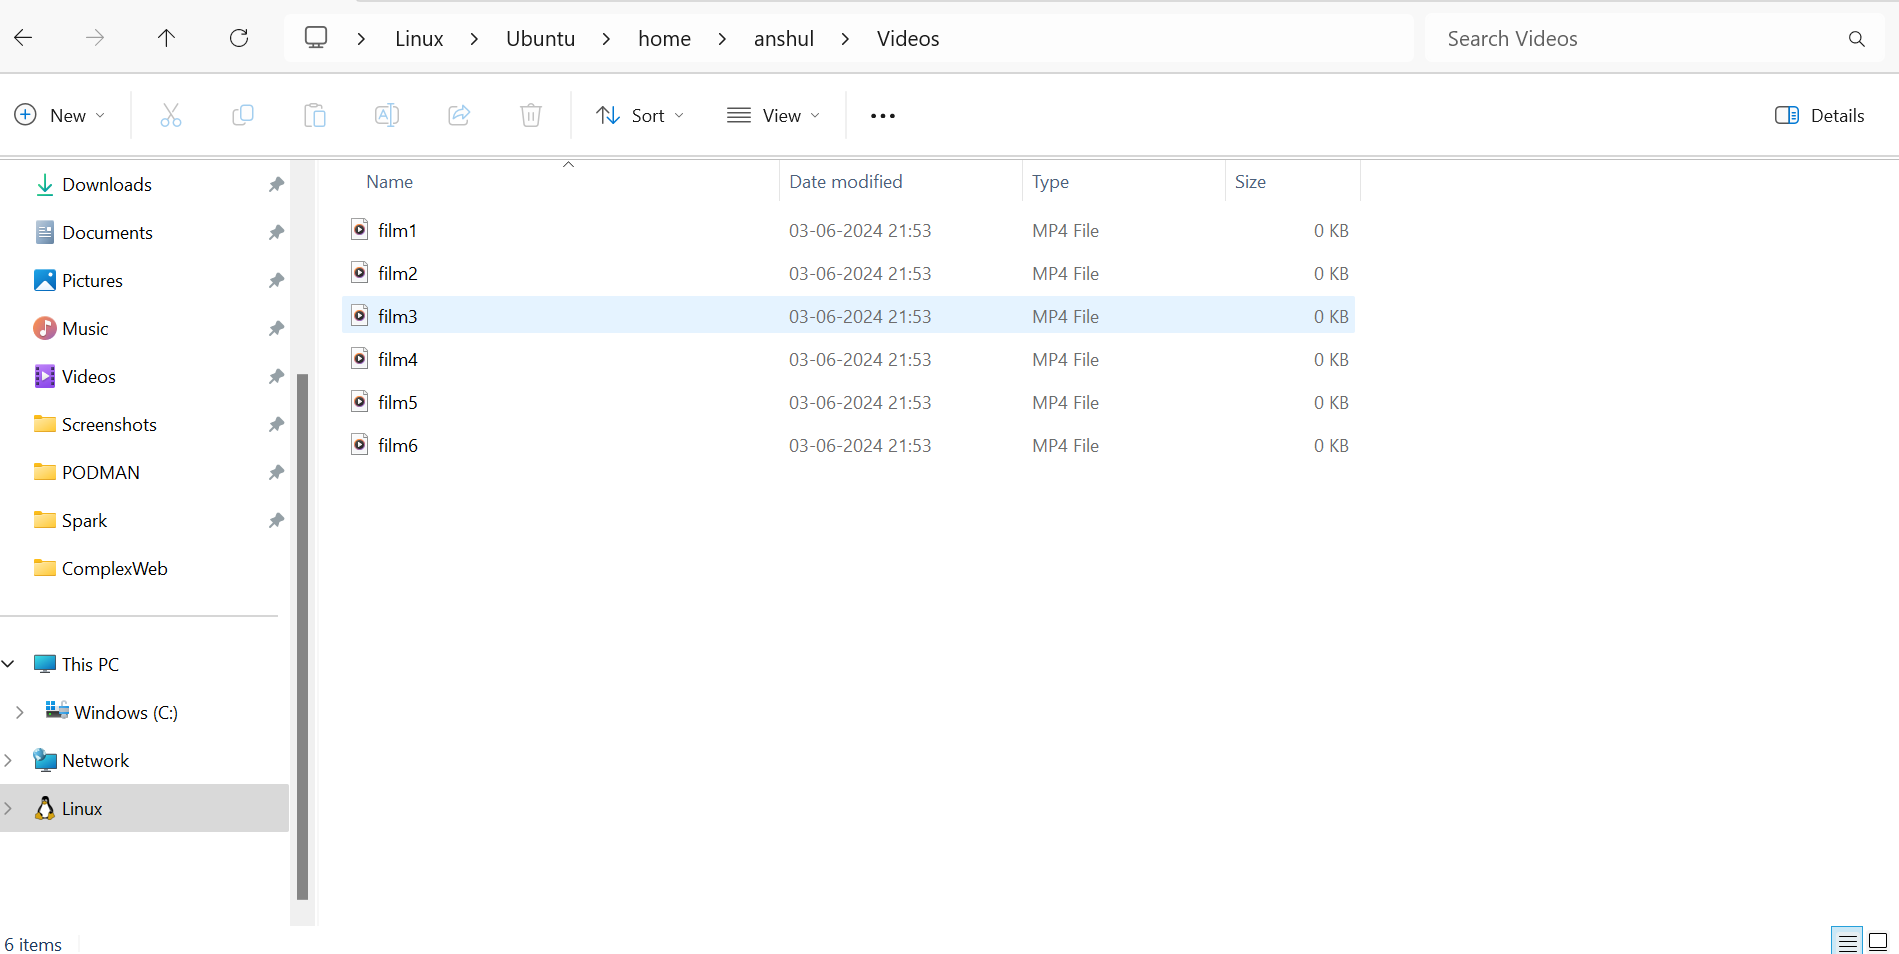 Linux > Ubuntu > home > anshul > Videos
Search Videos
New
Sort
View
Details
Downloads
Documents
Pictures
Music
Videos
Screenshots
PODMAN
Spark
ComplexWeb
This PC
Windows (C:)
Network
Linux
Name Date modified Type Size
film1 03-06-2024 21:53 MP4 File 0 KB
film2 03-06-2024 21:53 MP4 File 0 KB
film3 03-06-2024 21:53 MP4 File 0 KB
film4 03-06-2024 21:53 MP4 File 0 KB
film5 03-06-2024 21:53 MP4 File 0 KB
film6 03-06-2024 21:53 MP4 File 0 KB
6 items